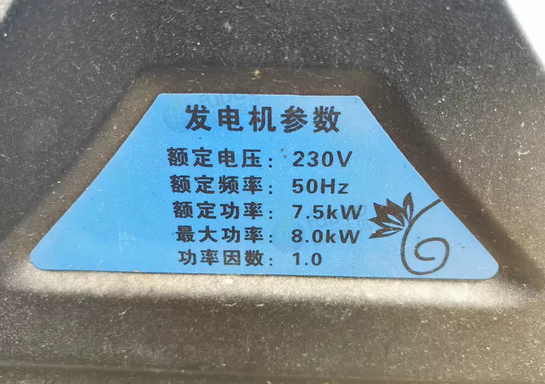 发电机参数
额定电压：230V
额定频率：50Hz
额定功率：7.5kW
最大功率：8.0kW
功率因数：1.0